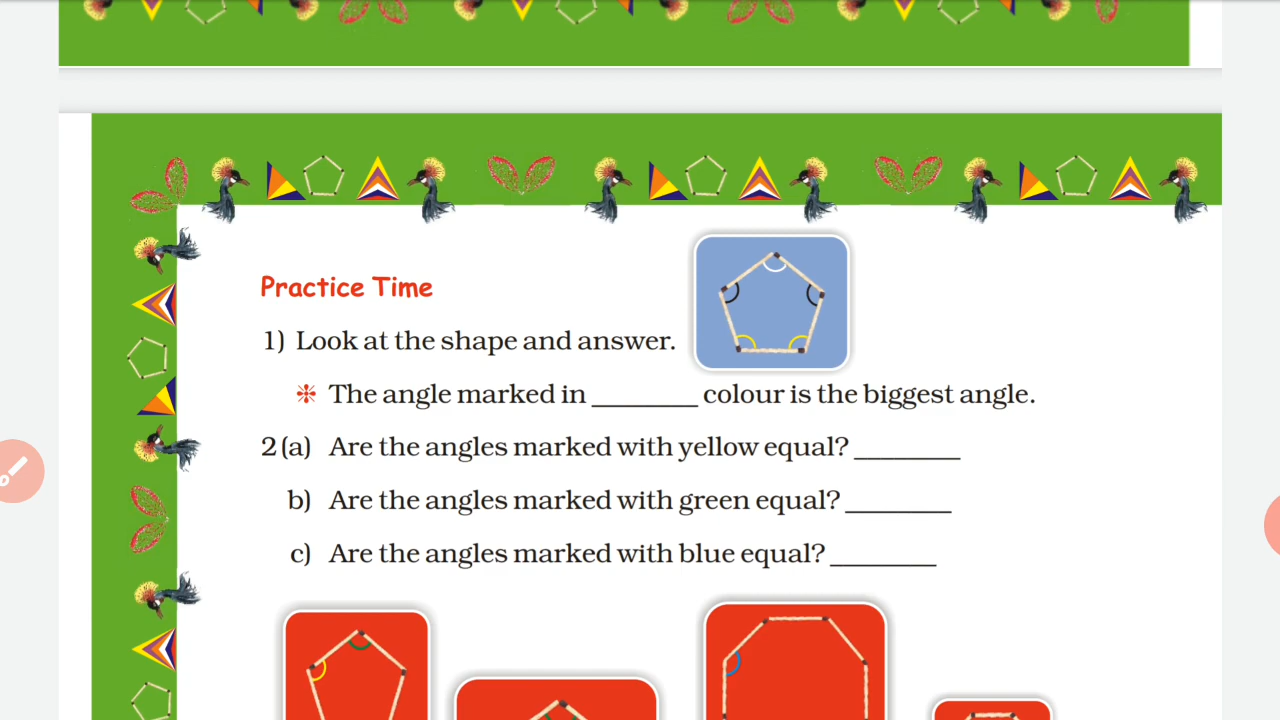 Practice Time
1) Look at the shape and answer.
❉ The angle marked in ________ colour is the biggest angle.
2 (a) Are the angles marked with yellow equal? ________
b) Are the angles marked with green equal? ________
c) Are the angles marked with blue equal? ________